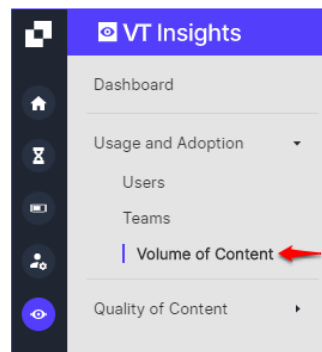 VT Insights
Dashboard
Usage and Adoption
Users
Teams
Volume of Content
Quality of Content